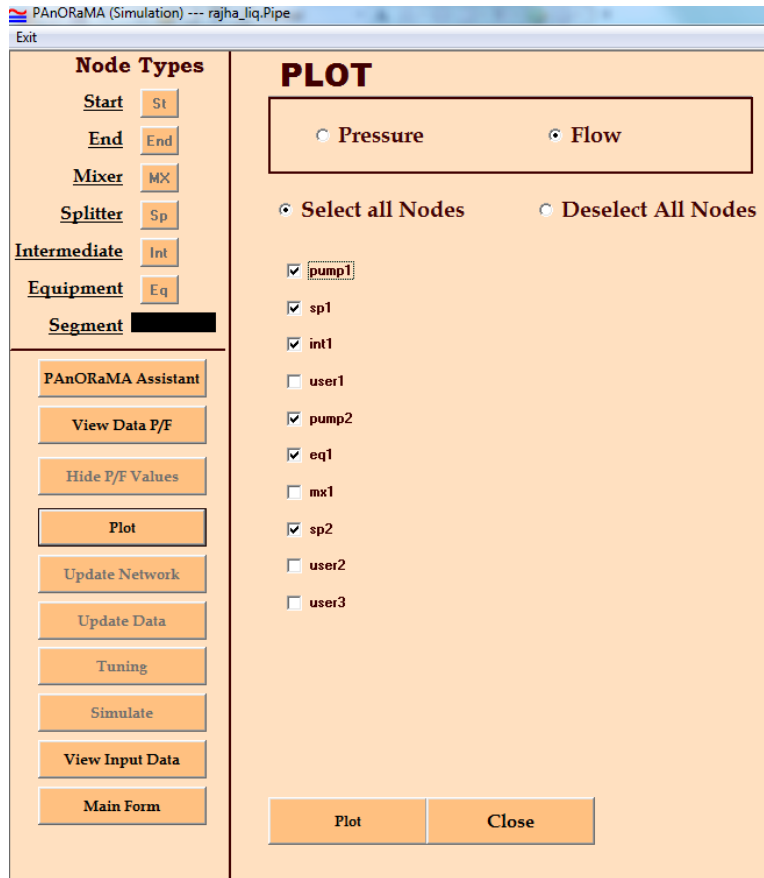 PAnORaMA (Simulation) --- rajha_liq.Pipe
Exit
Node Types
Start St
End End
Mixer MX
Splitter Sp
Intermediate Int
Equipment Eq
Segment
PAnORaMA Assistant
View Data P/F
Hide P/F Values
Plot
Update Network
Update Data
Tuning
Simulate
View Input Data
Main Form
PLOT
Pressure Flow
Select all Nodes Deselect All Nodes
pump1
sp1
int1
user1
pump2
eq1
mx1
sp2
user2
user3
Plot Close